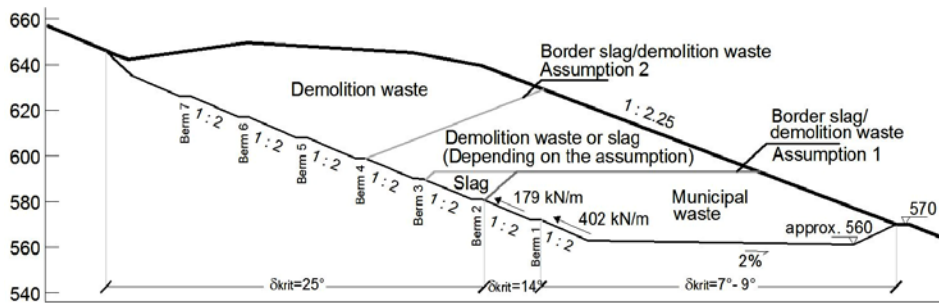 660
640
620
600
580
560
540
Border slag/demolition waste
Assumption 2
Demolition waste
1 : 2.25
Border slag/
demolition waste
Assumption 1
Demolition waste or slag
(Depending on the assumption)
Slag
Municipal
waste
179 kN/m
402 kN/m
570
approx. 560
2%
Berm 7
1 : 2
Berm 6
1 : 2
Berm 5
1 : 2
Berm 4
1 : 2
Berm 3
1 : 2
Berm 2
1 : 2
Berm 1
1 : 2
δkrit=25°
δkrit=14°
δkrit=7°- 9°